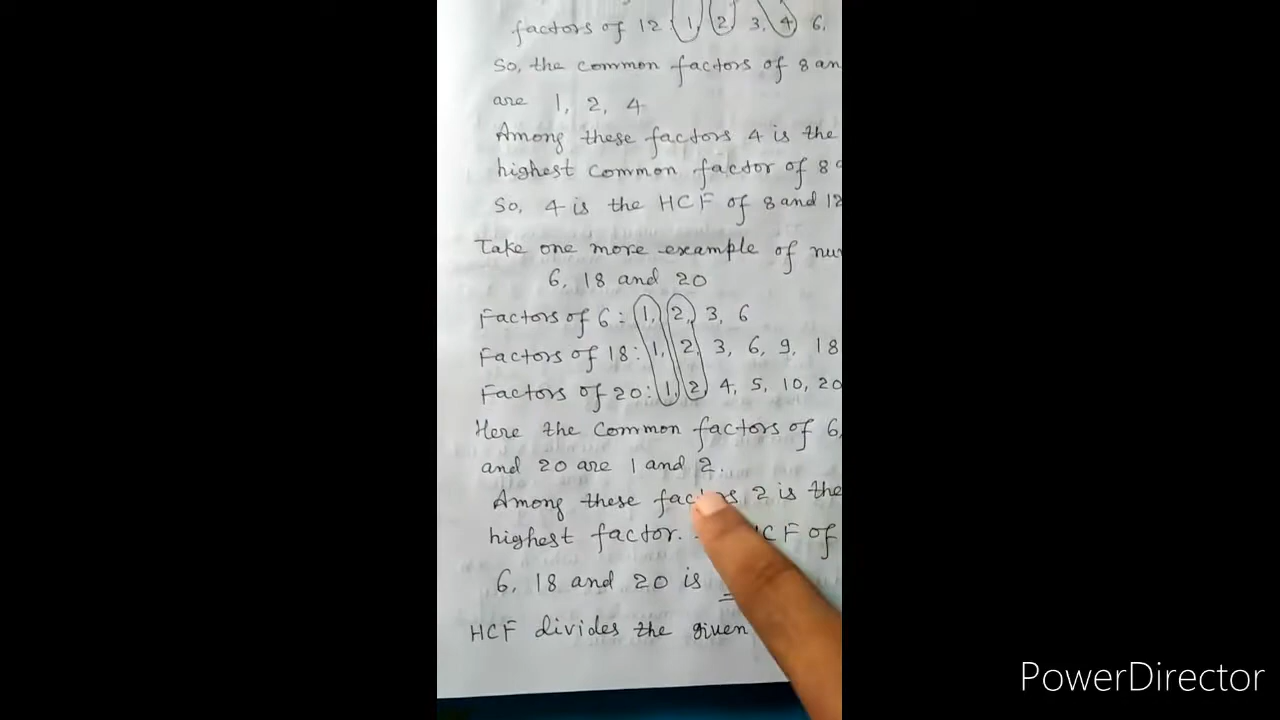 factors of 12: 1, 2, 3, 4, 6,
So, the common factors of 8 an
are 1, 2, 4
Among these factors 4 is the
highest common factor of 8
So, 4 is the HCF of 8 and 12
Take one more example of nu
6, 18 and 20
Factors of 6: 1, 2, 3, 6
Factors of 18: 1, 2, 3, 6, 9, 18
Factors of 20: 1, 2, 4, 5, 10, 20
Here the common factors of 6,
and 20 are 1 and 2.
Among these factors 2 is the
highest factor. HCF of
6, 18 and 20 is
HCF divides the given
PowerDirector